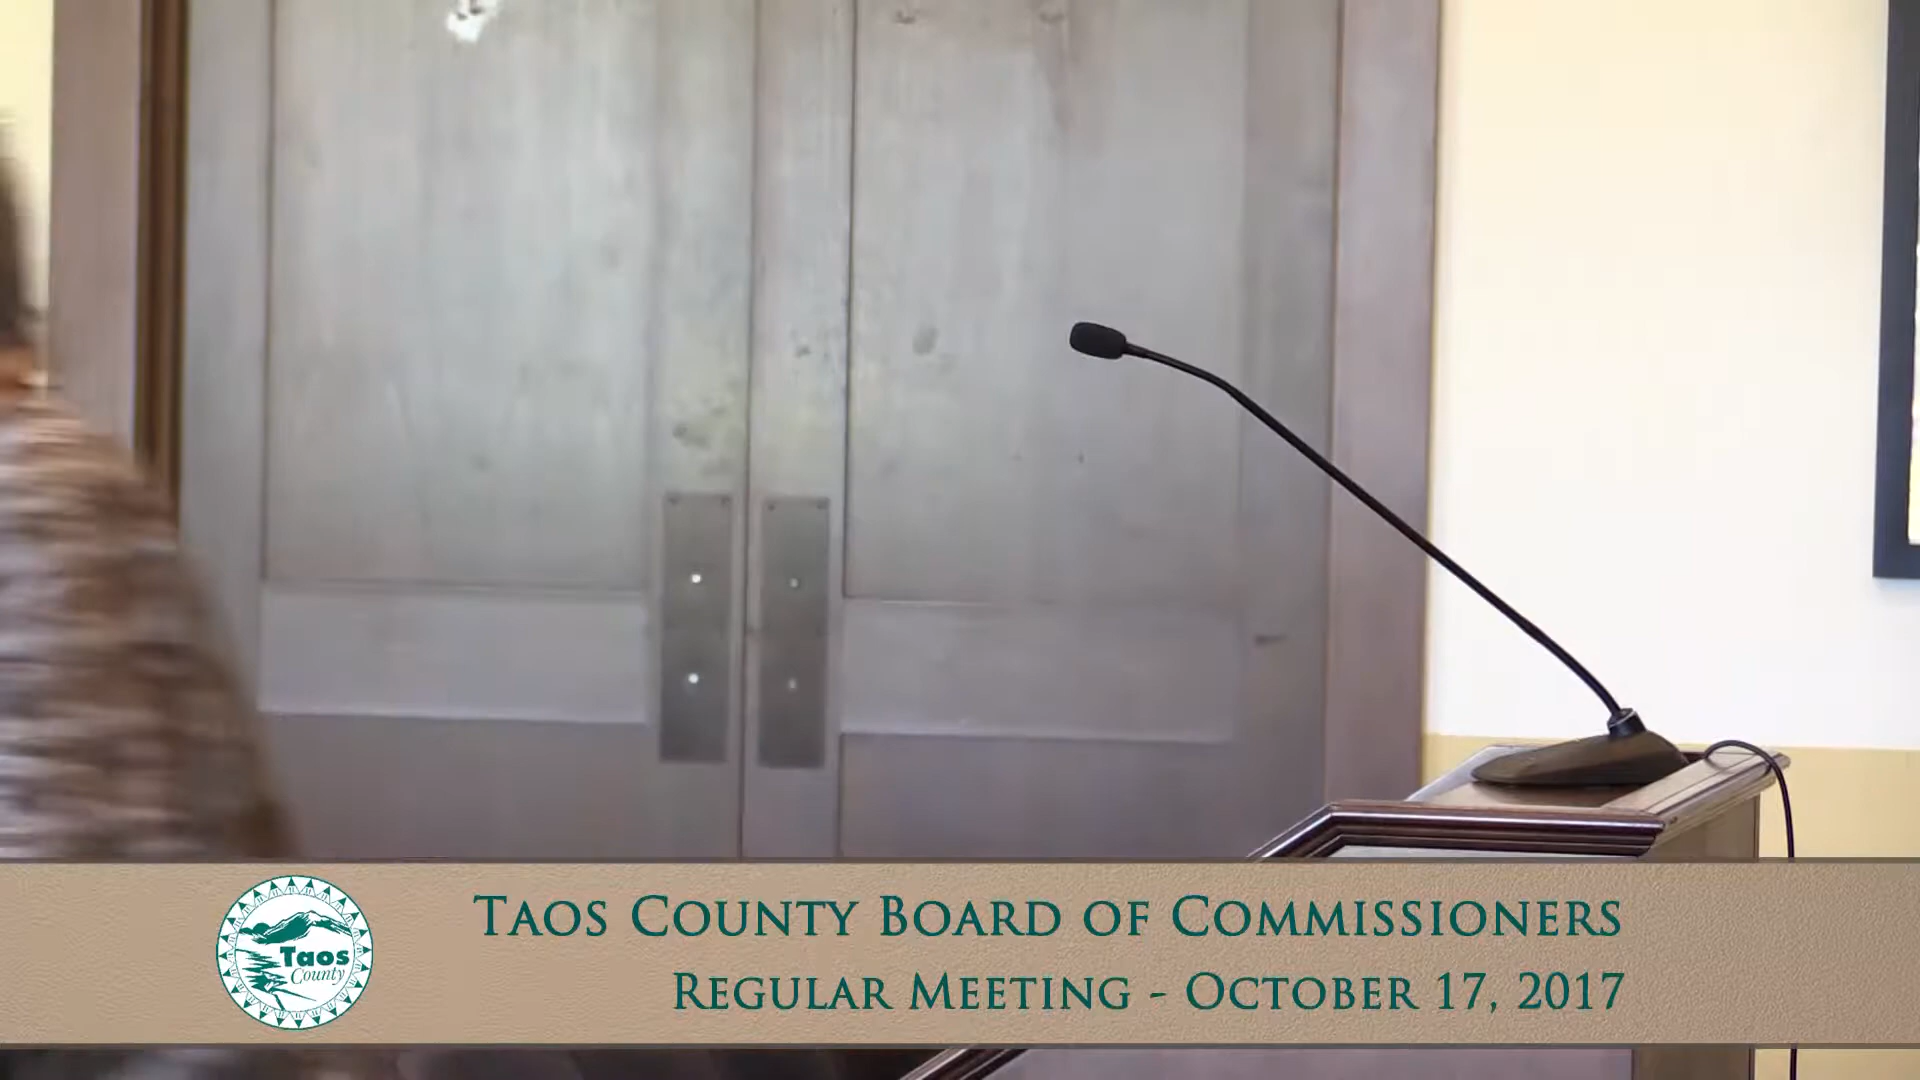 Taos County Board of Commissioners
Regular Meeting - October 17, 2017
Taos
County